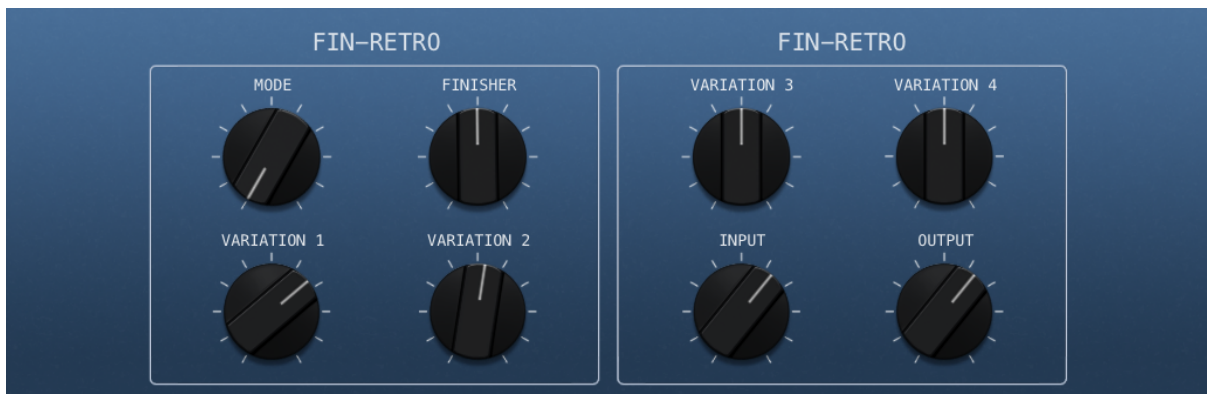 FIN–RETRO
MODE
FINISHER
VARIATION 1
VARIATION 2
FIN–RETRO
VARIATION 3
VARIATION 4
INPUT
OUTPUT